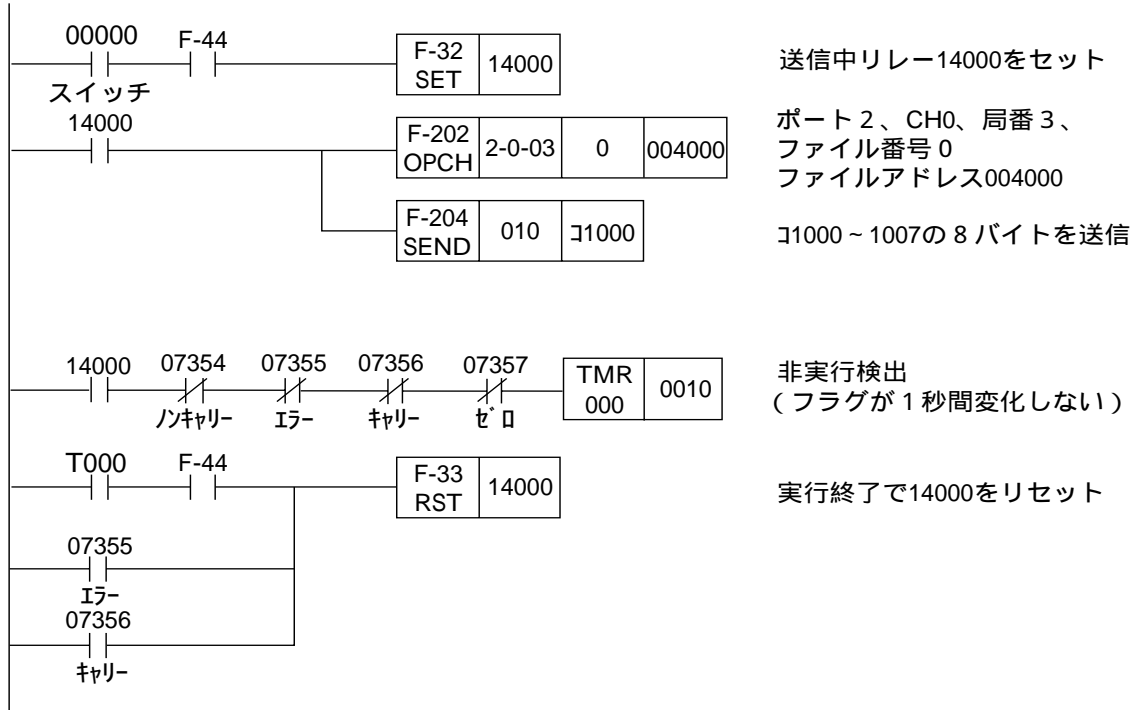 00000 F-44
スイッチ
F-32 SET 14000
送信中リレー14000をセット
14000
F-202 OPCH 2-0-03 0 004000
ポート２、CH0、局番３、
ファイル番号０
ファイルアドレス004000
F-204 SEND 010 ｺ1000
ｺ1000 ~ 1007の８バイトを送信
14000 07354 07355 07356 07357
ﾉﾝｷｬﾘｰ ｴﾗｰ ｷｬﾘｰ ｾﾞﾛ
TMR 000 0010
非実行検出
（フラグが１秒間変化しない）
T000 F-44
F-33 RST 14000
実行終了で14000をリセット
07355
ｴﾗｰ
07356
ｷｬﾘｰ